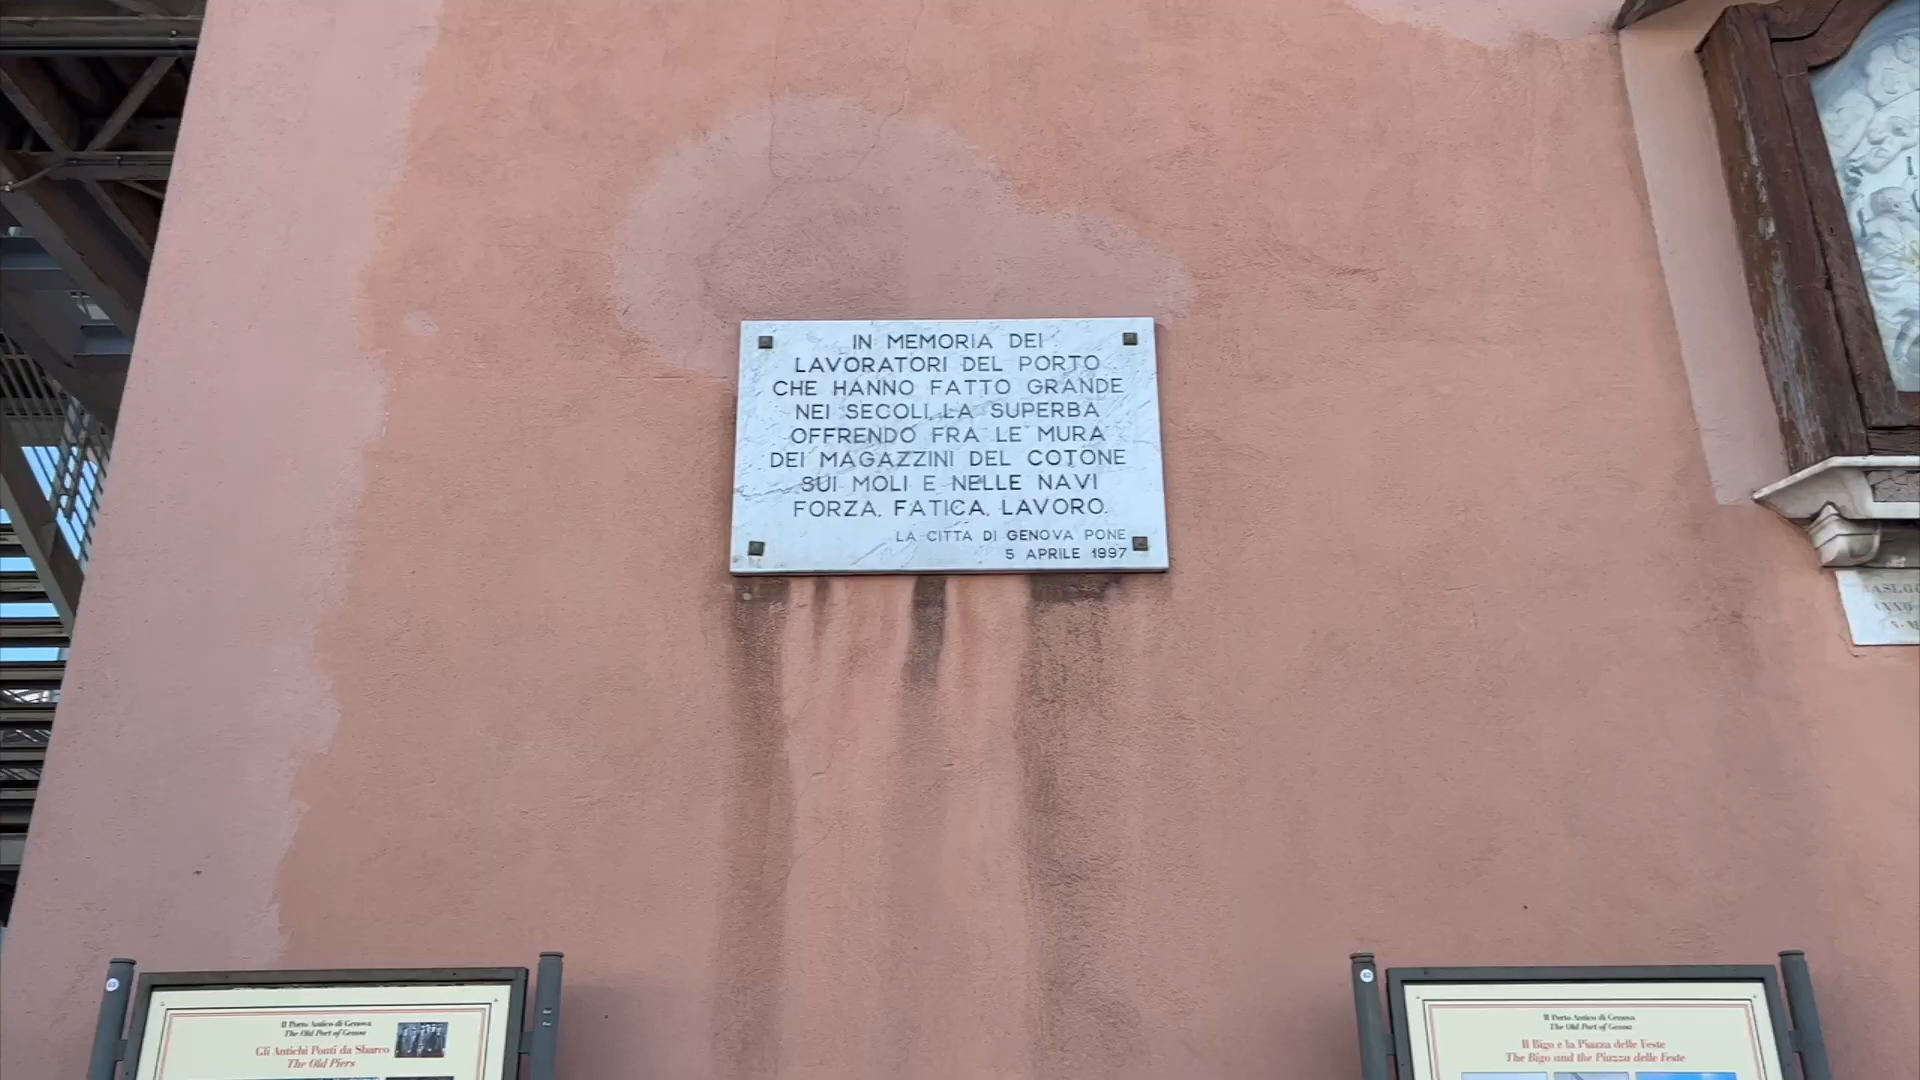 IN MEMORIA DEI
LAVORATORI DEL PORTO
CHE HANNO FATTO GRANDE
NEI SECOLI, LA SUPERBA
OFFRENDO FRA LE MURA
DEI MAGAZZINI DEL COTONE
SUI MOLI E NELLE NAVI
FORZA, FATICA, LAVORO.
LA CITTA DI GENOVA PONE
5 APRILE 1997
Il Porto Antico di Genova
The Old Port of Genoa
Gli Antichi Ponti da Sbarco
The Old Piers
Il Porto Antico di Genova
The Old Port of Genoa
Il Bigo e la Piazza delle Feste
The Bigo and the Piazza delle Feste